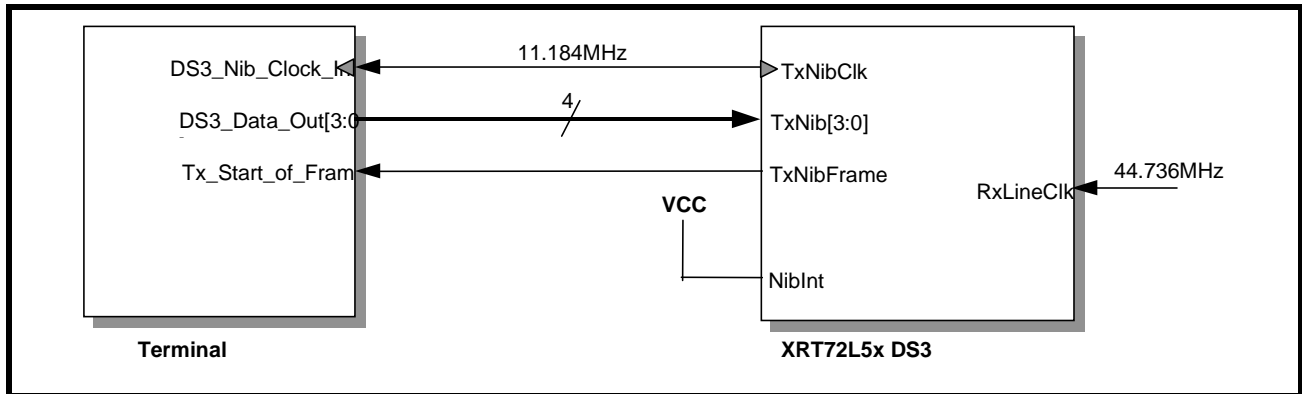 11.184MHz
DS3_Nib_Clock_In
TxNibClk
4
DS3_Data_Out[3:0
TxNib[3:0]
Tx_Start_of_Fram
TxNibFrame
44.736MHz
RxLineClk
VCC
NibInt
Terminal
XRT72L5x DS3